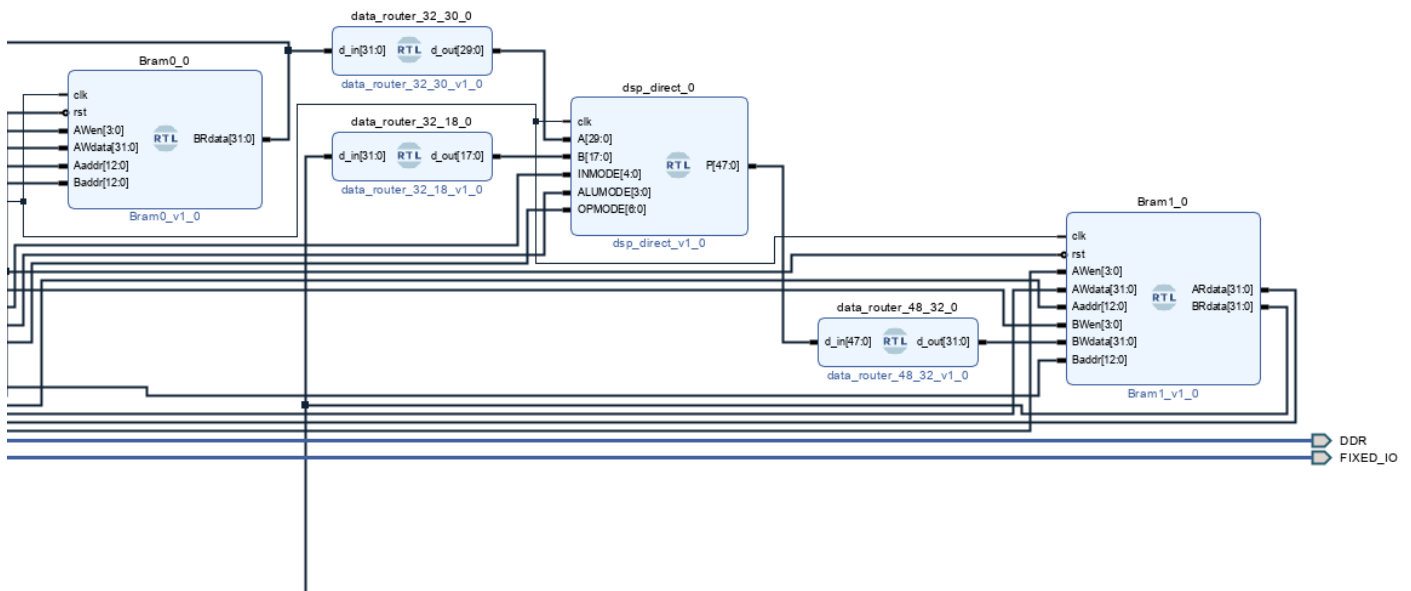 data_router_32_30_0
d_in[31:0] RTL d_out[29:0]
data_router_32_30_v1_0
Bram0_0
clk
rst
AWen[3:0]
AWdata[31:0]
Aaddr[12:0]
Baddr[12:0]
RTL
BRdata[31:0]
Bram0_v1_0
data_router_32_18_0
d_in[31:0] RTL d_out[17:0]
data_router_32_18_v1_0
dsp_direct_0
clk
A[29:0]
B[17:0]
INMODE[4:0]
ALUMODE[3:0]
OPMODE[6:0]
RTL
P[47:0]
dsp_direct_v1_0
data_router_48_32_0
d_in[47:0] RTL d_out[31:0]
data_router_48_32_v1_0
Bram1_0
clk
rst
AWen[3:0]
AWdata[31:0]
Aaddr[12:0]
BWen[3:0]
BWdata[31:0]
Baddr[12:0]
RTL
ARdata[31:0]
BRdata[31:0]
Bram1_v1_0
DDR
FIXED_IO